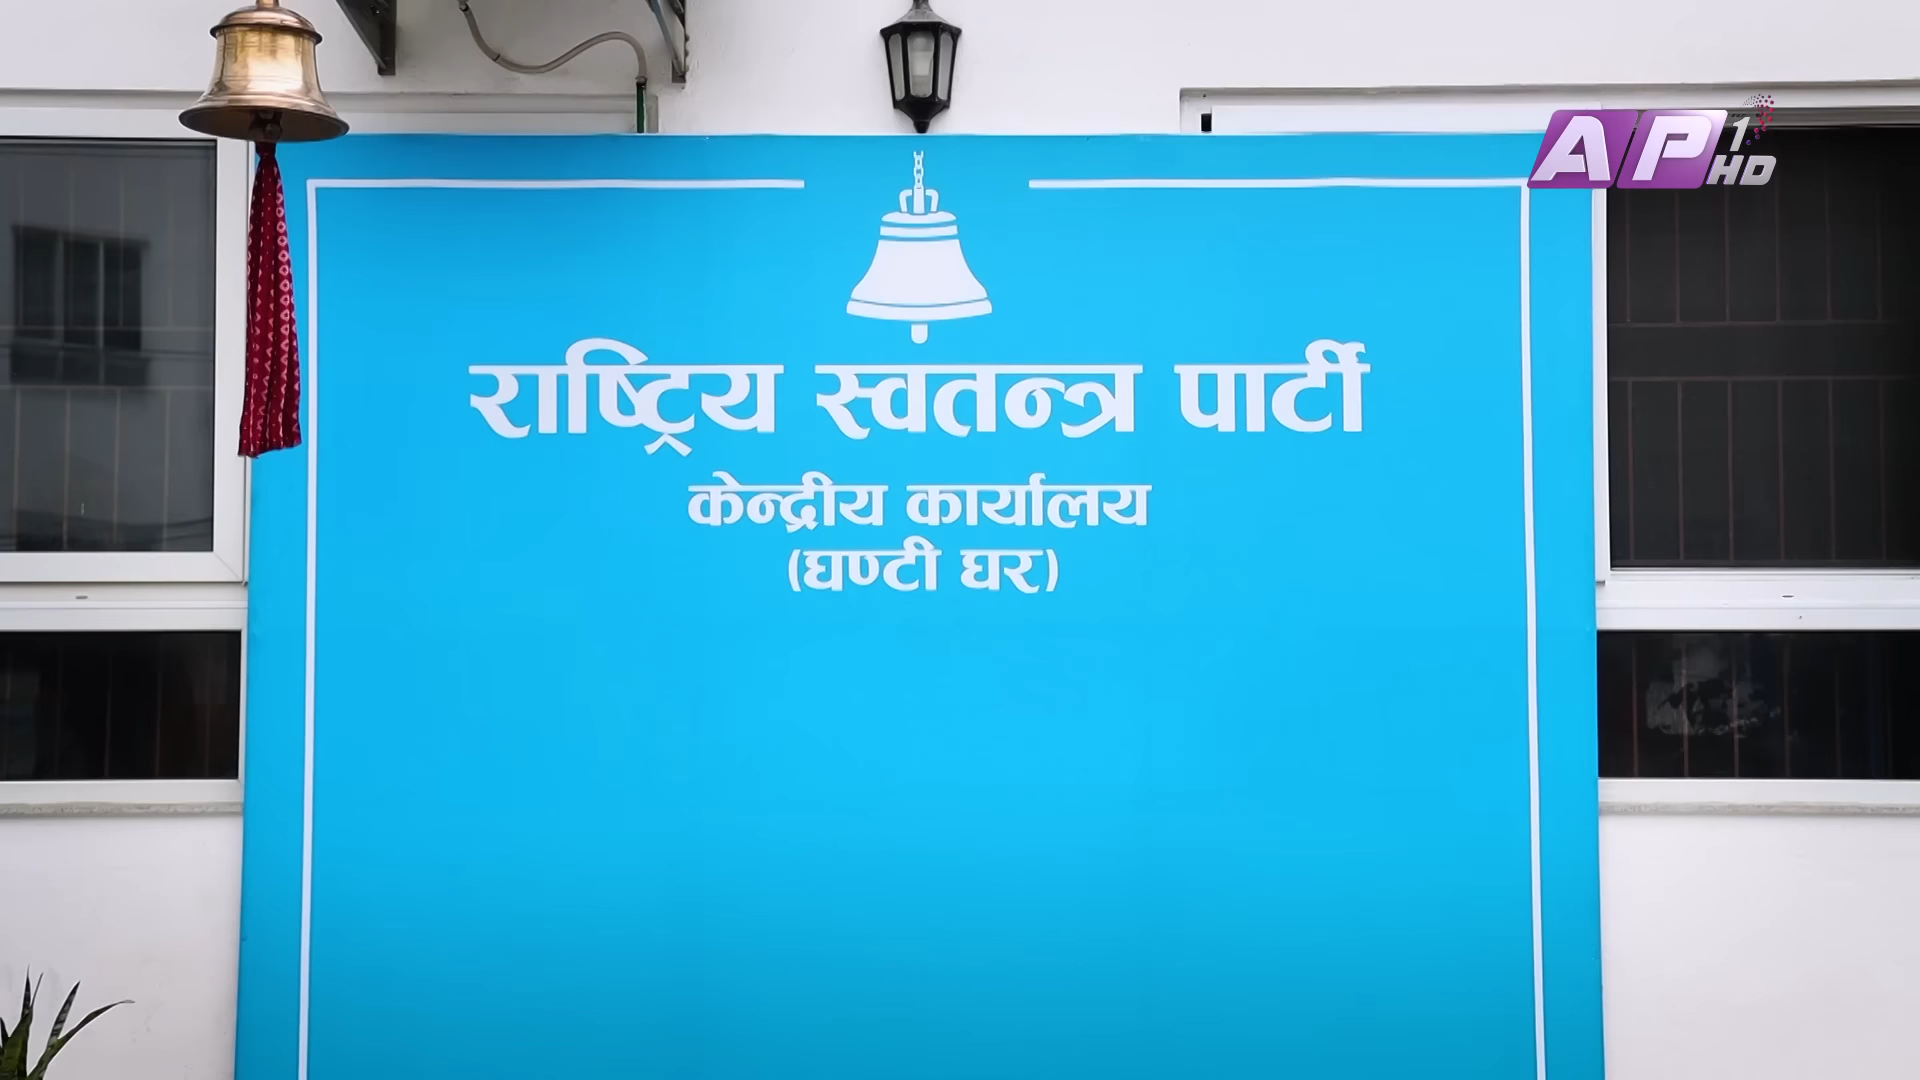 AP1 HD
राष्ट्रिय स्वतन्त्र पार्टी
केन्द्रीय कार्यालय
(घण्टी घर)